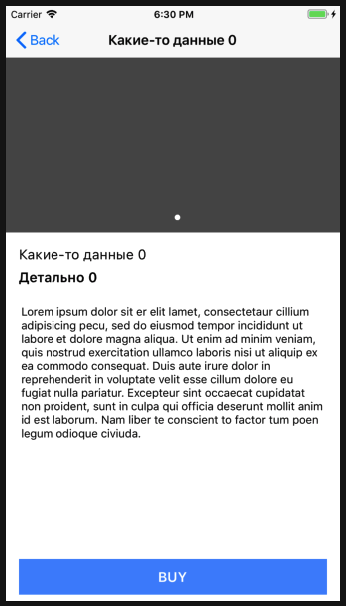 Carrier 6:30 PM
Back Какие-то данные 0
Какие-то данные 0
Детально 0
Lorem ipsum dolor sit er elit lamet, consectetaur cillium
adipisicing pecu, sed do eiusmod tempor incididunt ut
labore et dolore magna aliqua. Ut enim ad minim veniam,
quis nostrud exercitation ullamco laboris nisi ut aliquip ex
ea commodo consequat. Duis aute irure dolor in
reprehenderit in voluptate velit esse cillum dolore eu
fugiat nulla pariatur. Excepteur sint occaecat cupidatat
non proident, sunt in culpa qui officia deserunt mollit anim
id est laborum. Nam liber te conscient to factor tum poen
legum odioque civiuda.
BUY